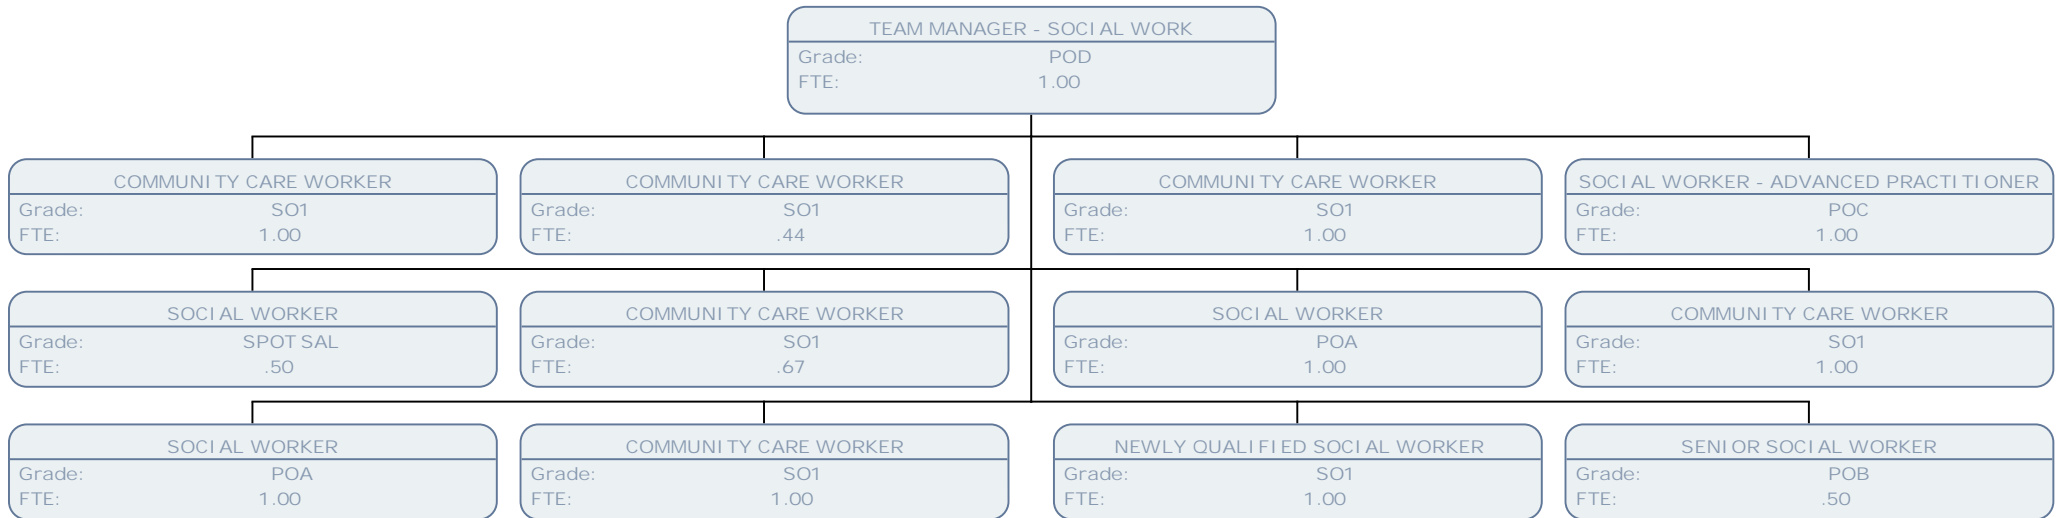 TEAM MANAGER - SOCIAL WORK
Grade: POD
FTE: 1.00
COMMUNITY CARE WORKER
Grade: SO1
FTE: 1.00
COMMUNITY CARE WORKER
Grade: SO1
FTE: .44
COMMUNITY CARE WORKER
Grade: SO1
FTE: 1.00
SOCIAL WORKER - ADVANCED PRACTITIONER
Grade: POC
FTE: 1.00
SOCIAL WORKER
Grade: SPOT SAL
FTE: .50
COMMUNITY CARE WORKER
Grade: SO1
FTE: .67
SOCIAL WORKER
Grade: POA
FTE: 1.00
COMMUNITY CARE WORKER
Grade: SO1
FTE: 1.00
SOCIAL WORKER
Grade: POA
FTE: 1.00
COMMUNITY CARE WORKER
Grade: SO1
FTE: 1.00
NEWLY QUALIFIED SOCIAL WORKER
Grade: SO1
FTE: 1.00
SENIOR SOCIAL WORKER
Grade: POB
FTE: .50